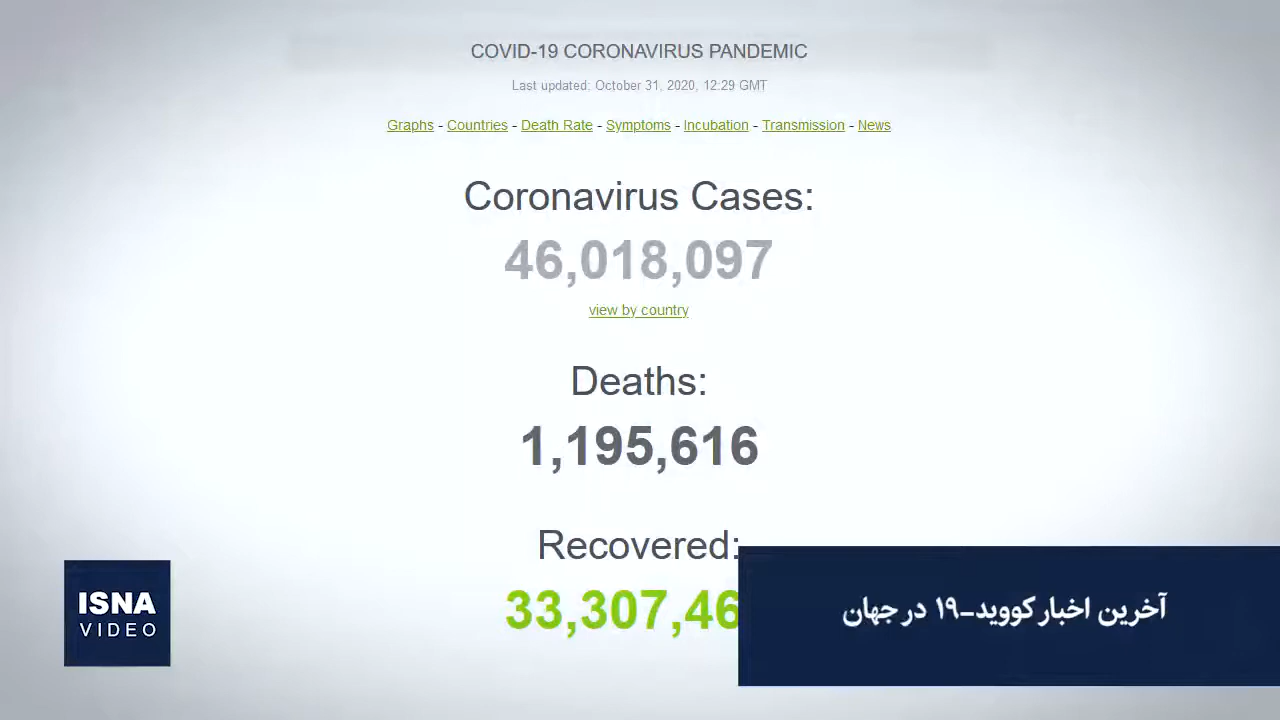 COVID-19 CORONAVIRUS PANDEMIC
Last updated: October 31, 2020, 12:29 GMT
Graphs - Countries - Death Rate - Symptoms - Incubation - Transmission - News
Coronavirus Cases:
46,018,097
view by country
Deaths:
1,195,616
Recovered:
33,307,46
آخرین اخبار کووید-۱۹ در جهان
ISNA
VIDEO